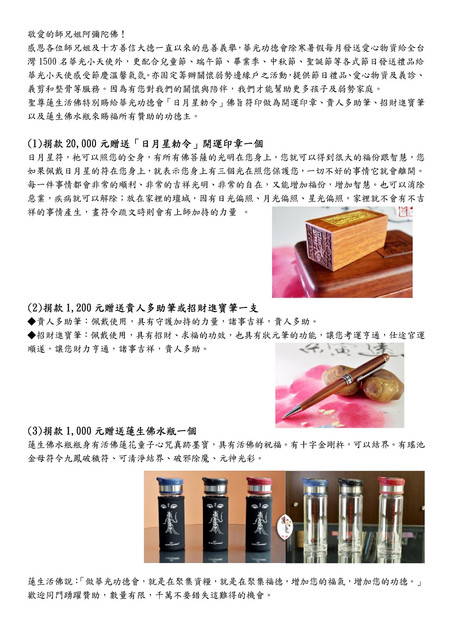 敬愛的師兄姐阿彌陀佛！
感恩各位師兄姐及十方善信大德一直以來的慈善義舉，華光功德會除寒暑假每月發送愛心物資給全台
灣 1500 名華光小天使外，更配合兒童節、端午節、畢業季、中秋節、聖誕節等各式節日發送禮品給
華光小天使感受節慶溫馨氣氛。亦固定籌辦關懷弱勢邊緣戶之活動，提供節日禮品、愛心物資及義診、
義剪和整骨等服務。因為有您對我們的關懷與陪伴，我們才能幫助更多孩子及弱勢家庭。
聖尊蓮生活佛特別賜給華光功德會「日月星勅令」佛旨符印做為開運印章、貴人多助筆、招財進寶筆
以及蓮生佛水瓶來賜福所有贊助的功德主。
(1)捐款 20,000 元贈送「日月星勅令」開運印章一個
日月星符，祂可以照您的全身，有所有佛菩薩的光明在您身上，您就可以得到很大的福份跟智慧，您
如果佩戴日月星的符在您身上，就表示您身上有三個光在照您保護您，一切不好的事情它就會離開。
每一件事情都會非常的順利、非常的吉祥光明、非常的自在，又能增加福份，增加智慧。也可以消除
惡業，疾病就可以解除；放在家裡的壇城，因有日光偏照、月光偏照、星光偏照，家裡就不會有不吉
祥的事情產生，書符令疏文時則會有上師加持的力量 。
(2)捐款 1,200 元贈送貴人多助筆或招財進寶筆一支
◆貴人多助筆：佩戴使用，具有守護加持的力量，諸事吉祥，貴人多助。
◆招財進寶筆：佩戴使用，具有招財、求福的功效，也具有狀元筆的功能，讓您考運亨通，仕途官運
順遂。讓您財力亨通，諸事吉祥，貴人多助。
(3)捐款 1,000 元贈送蓮生佛水瓶一個
蓮生佛水瓶瓶身有活佛蓮花童子心咒真跡墨寶，具有活佛的祝福。有十字金剛杵，可以結界。有瑤池
金母符令九鳳破穢符、可清淨結界、破邪除魔、元神光彩。
蓮生活佛說：「做華光功德會，就是在聚集資糧，就是在聚集福德，增加您的福氣，增加您的功德。」
歡迎同門踴躍贊助，數量有限，千萬不要錯失這難得的機會。